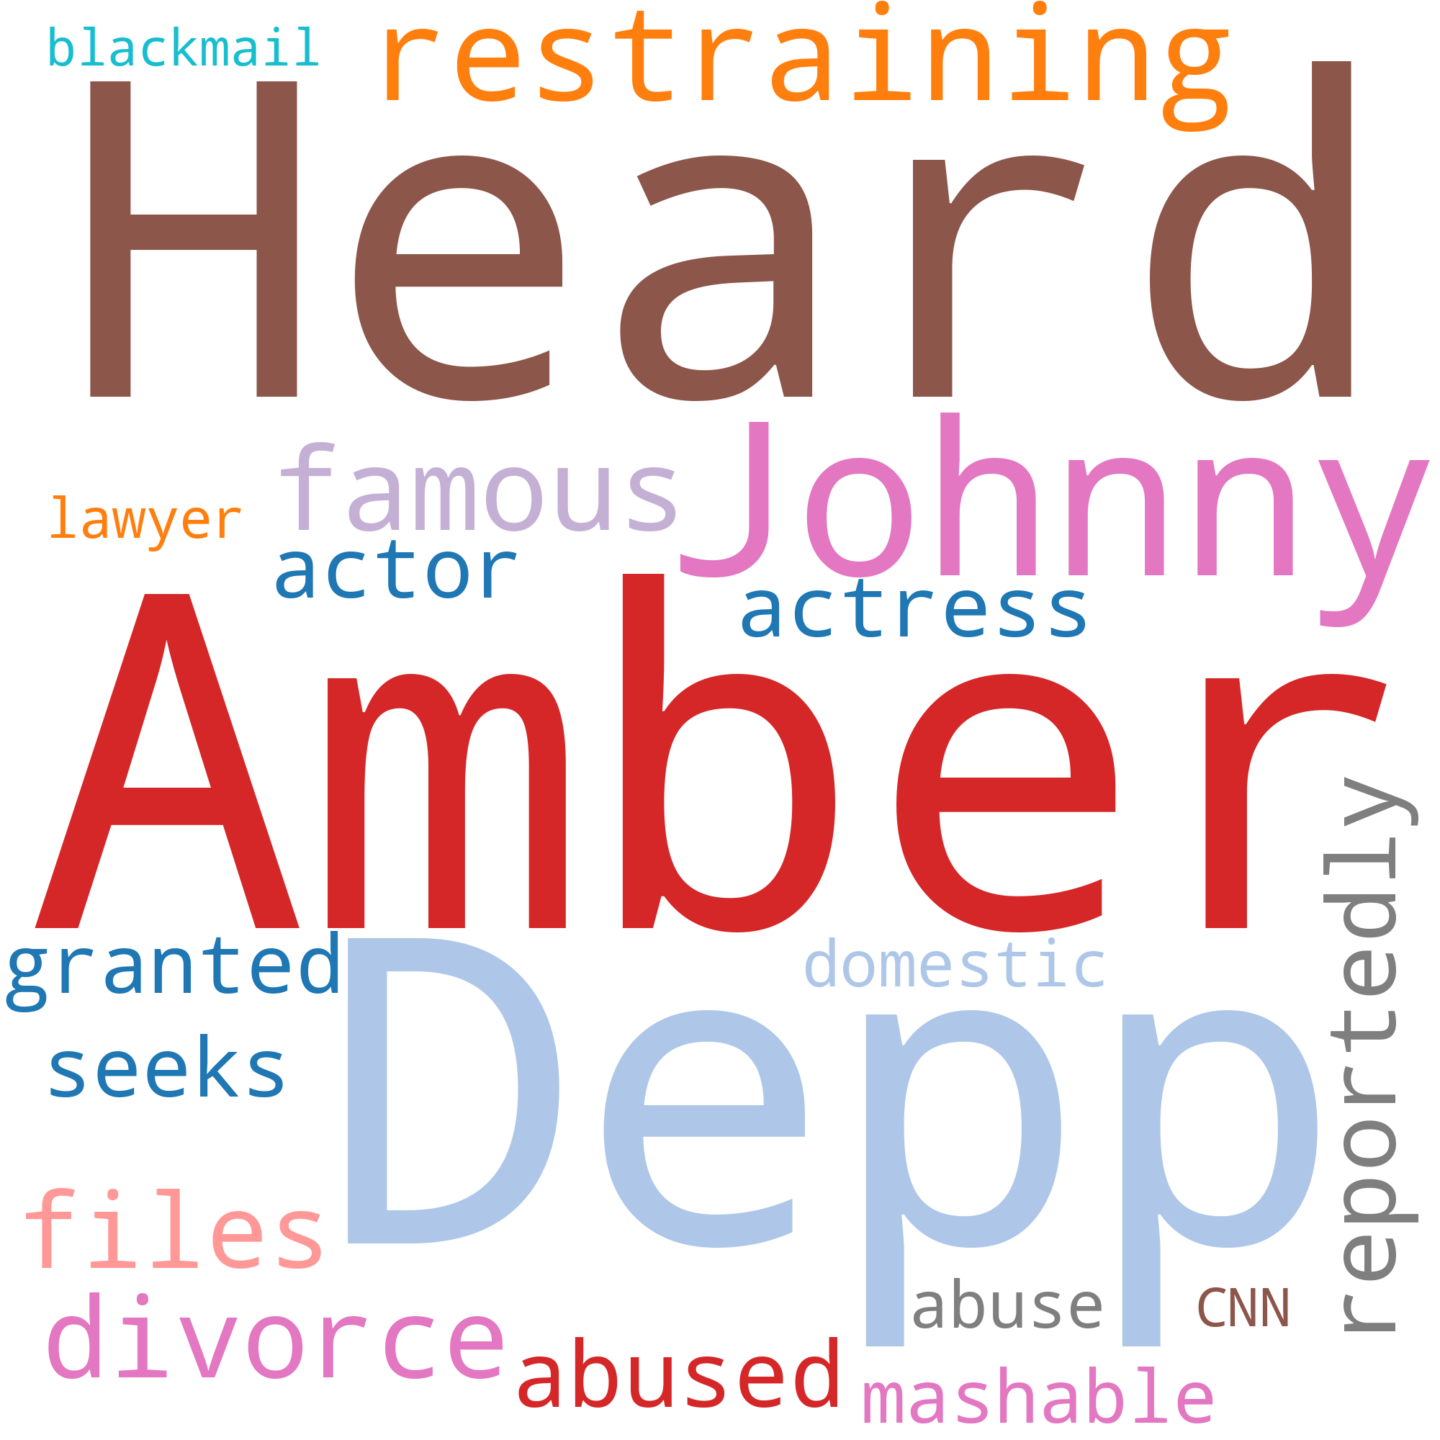 blackmail
restraining
Heard
Johnny
famous
lawyer
actor
actress
Amber
reportedly
granted
Depp
domestic
seeks
files
divorce
abuse
CNN
abused
mashable